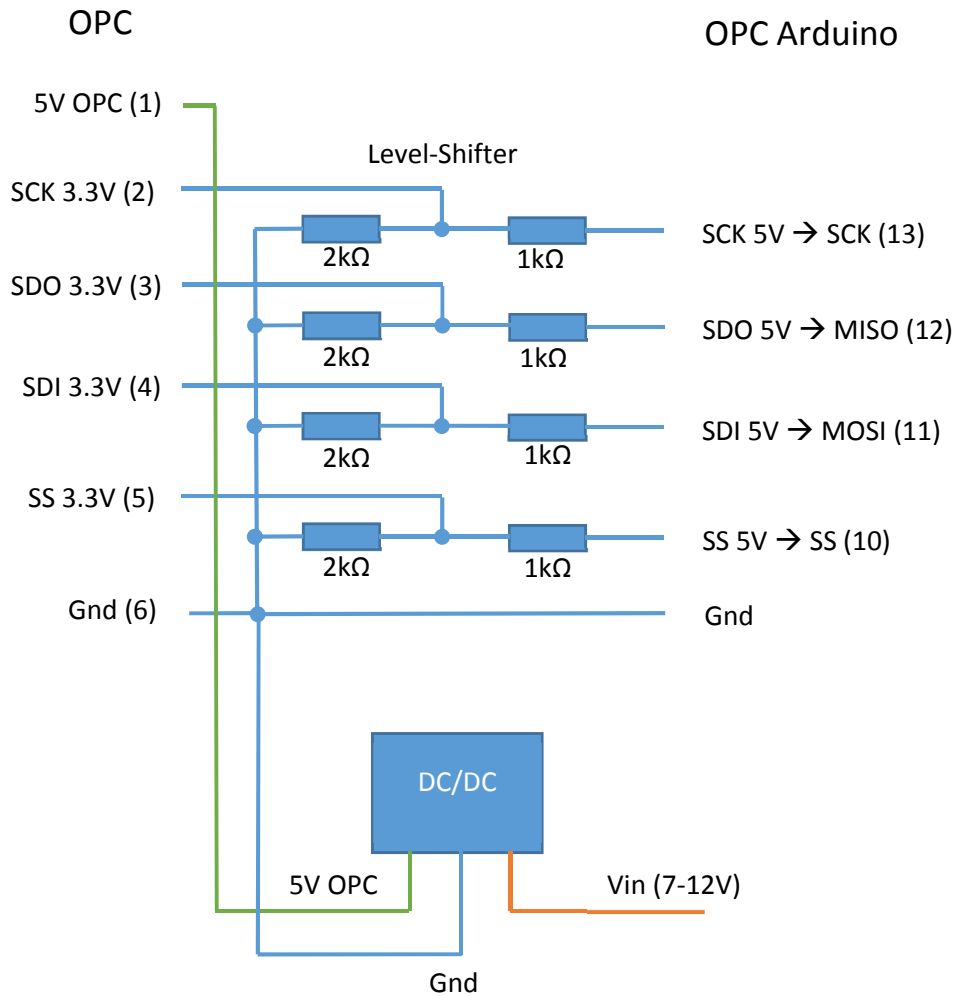 OPC
OPC Arduino
5V OPC (1)
Level-Shifter
SCK 3.3V (2)
2kΩ
1kΩ
SCK 5V → SCK (13)
SDO 3.3V (3)
2kΩ
1kΩ
SDO 5V → MISO (12)
SDI 3.3V (4)
2kΩ
1kΩ
SDI 5V → MOSI (11)
SS 3.3V (5)
2kΩ
1kΩ
SS 5V → SS (10)
Gnd (6)
Gnd
DC/DC
5V OPC
Vin (7-12V)
Gnd